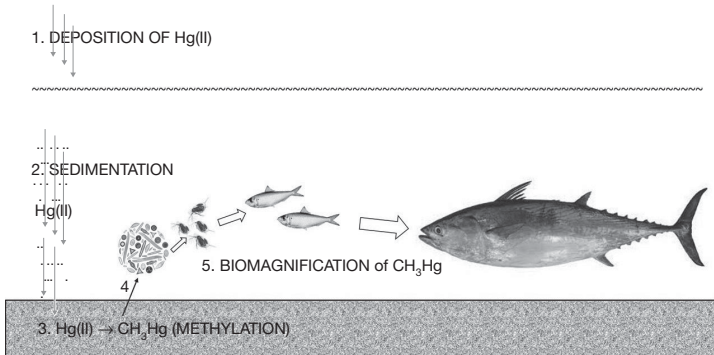 1. DEPOSITION OF Hg(II)
2. SEDIMENTATION
Hg(II)
4
5. BIOMAGNIFICATION of CH₃Hg
3. Hg(II) → CH₃Hg (METHYLATION)